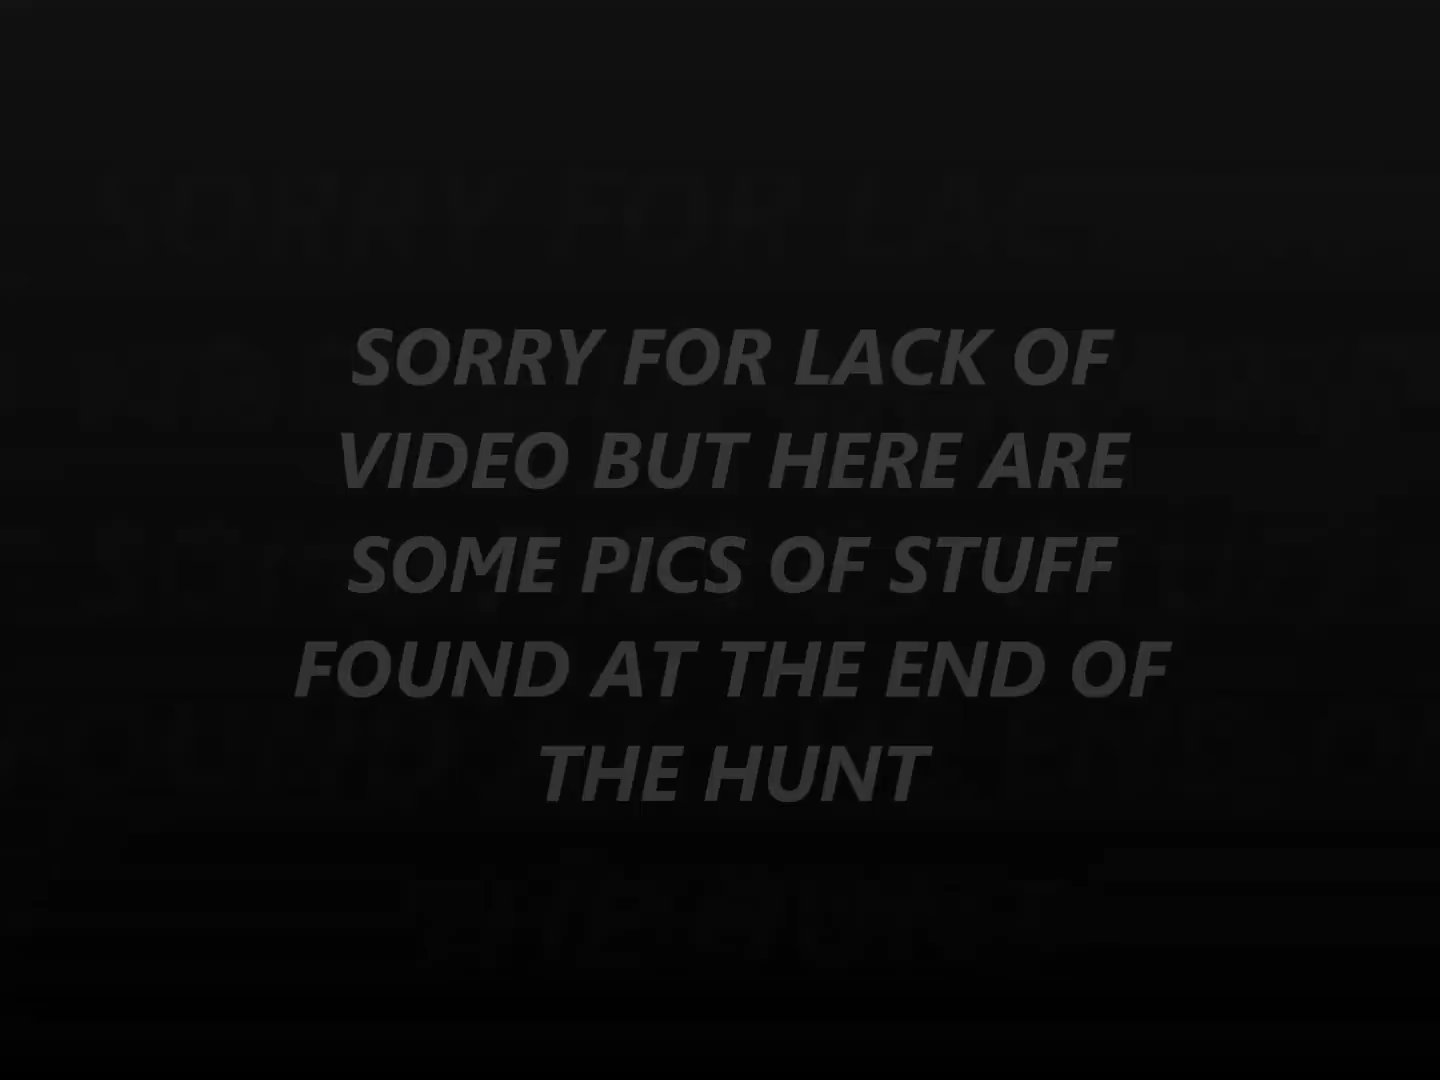 SORRY FOR LACK OF
VIDEO BUT HERE ARE
SOME PICS OF STUFF
FOUND AT THE END OF
THE HUNT